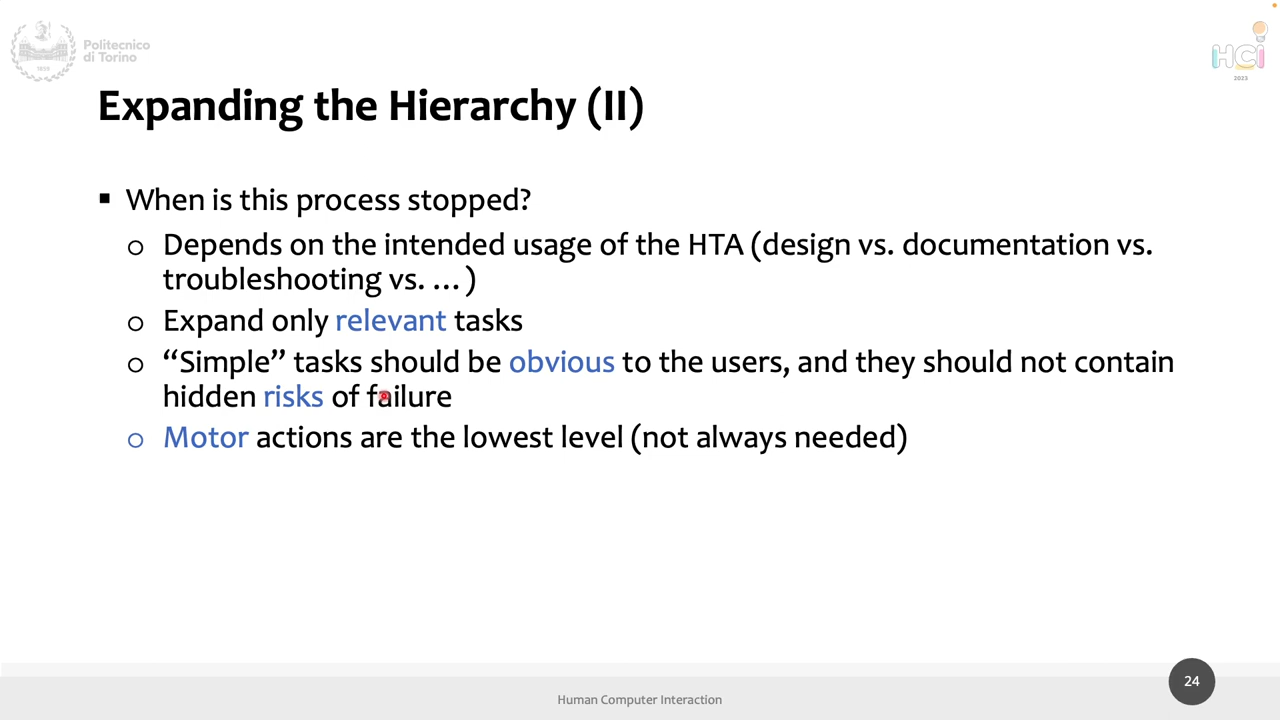 Politecnico
di Torino
1859
HCI
2023
Expanding the Hierarchy (II)
▪ When is this process stopped?
o Depends on the intended usage of the HTA (design vs. documentation vs.
troubleshooting vs. … )
o Expand only relevant tasks
o “Simple” tasks should be obvious to the users, and they should not contain
hidden risks of failure
o Motor actions are the lowest level (not always needed)
Human Computer Interaction
24